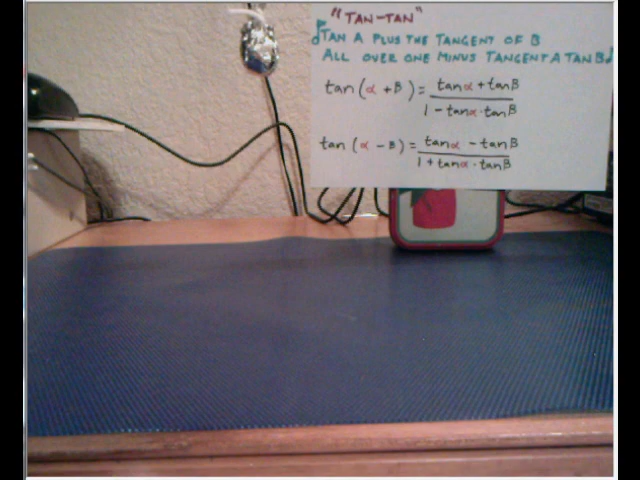 "TAN-TAN"
♪TAN A PLUS THE TANGENT OF B
ALL OVER ONE MINUS TANGENT A TAN B♪
tan(α + β) = tanα + tanβ / 1 - tanα · tanβ
tan(α - β) = tanα - tanβ / 1 + tanα · tanβ